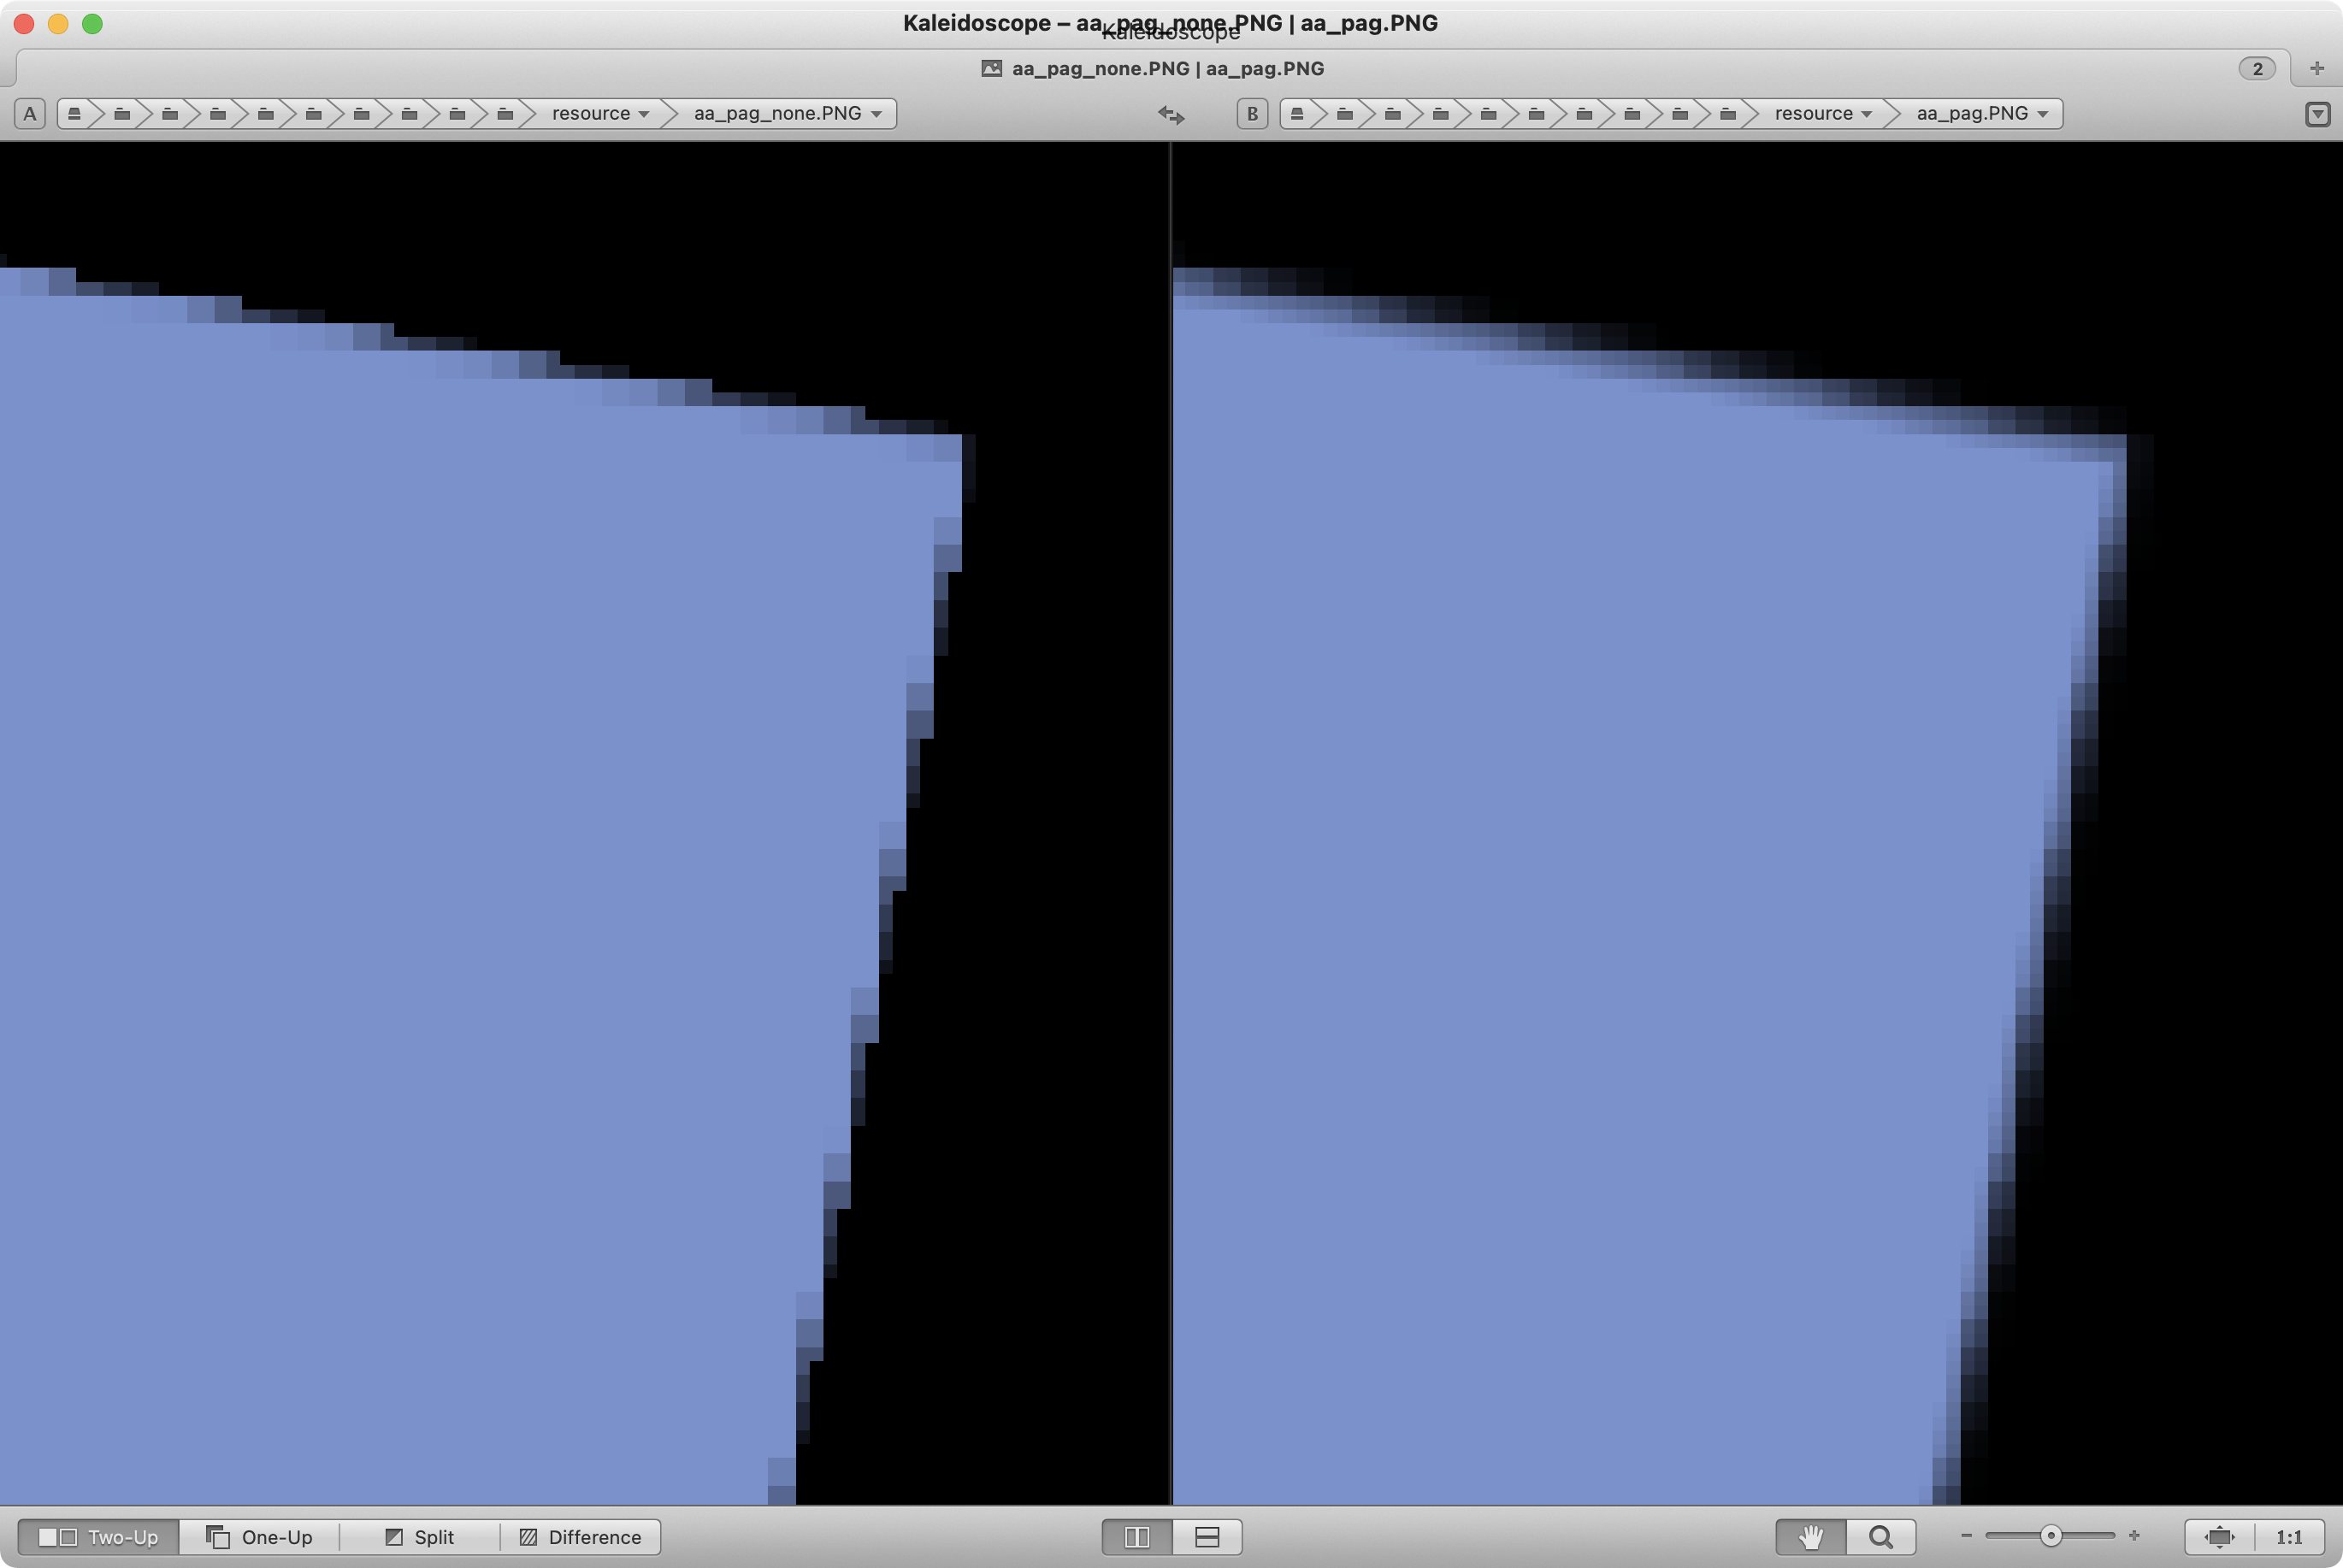 Kaleidoscope – aa_pag_none.PNG | aa_pag.PNG
Kaleidoscope
aa_pag_none.PNG | aa_pag.PNG
2
A resource aa_pag_none.PNG B resource aa_pag.PNG
Two-Up One-Up Split Difference 1:1